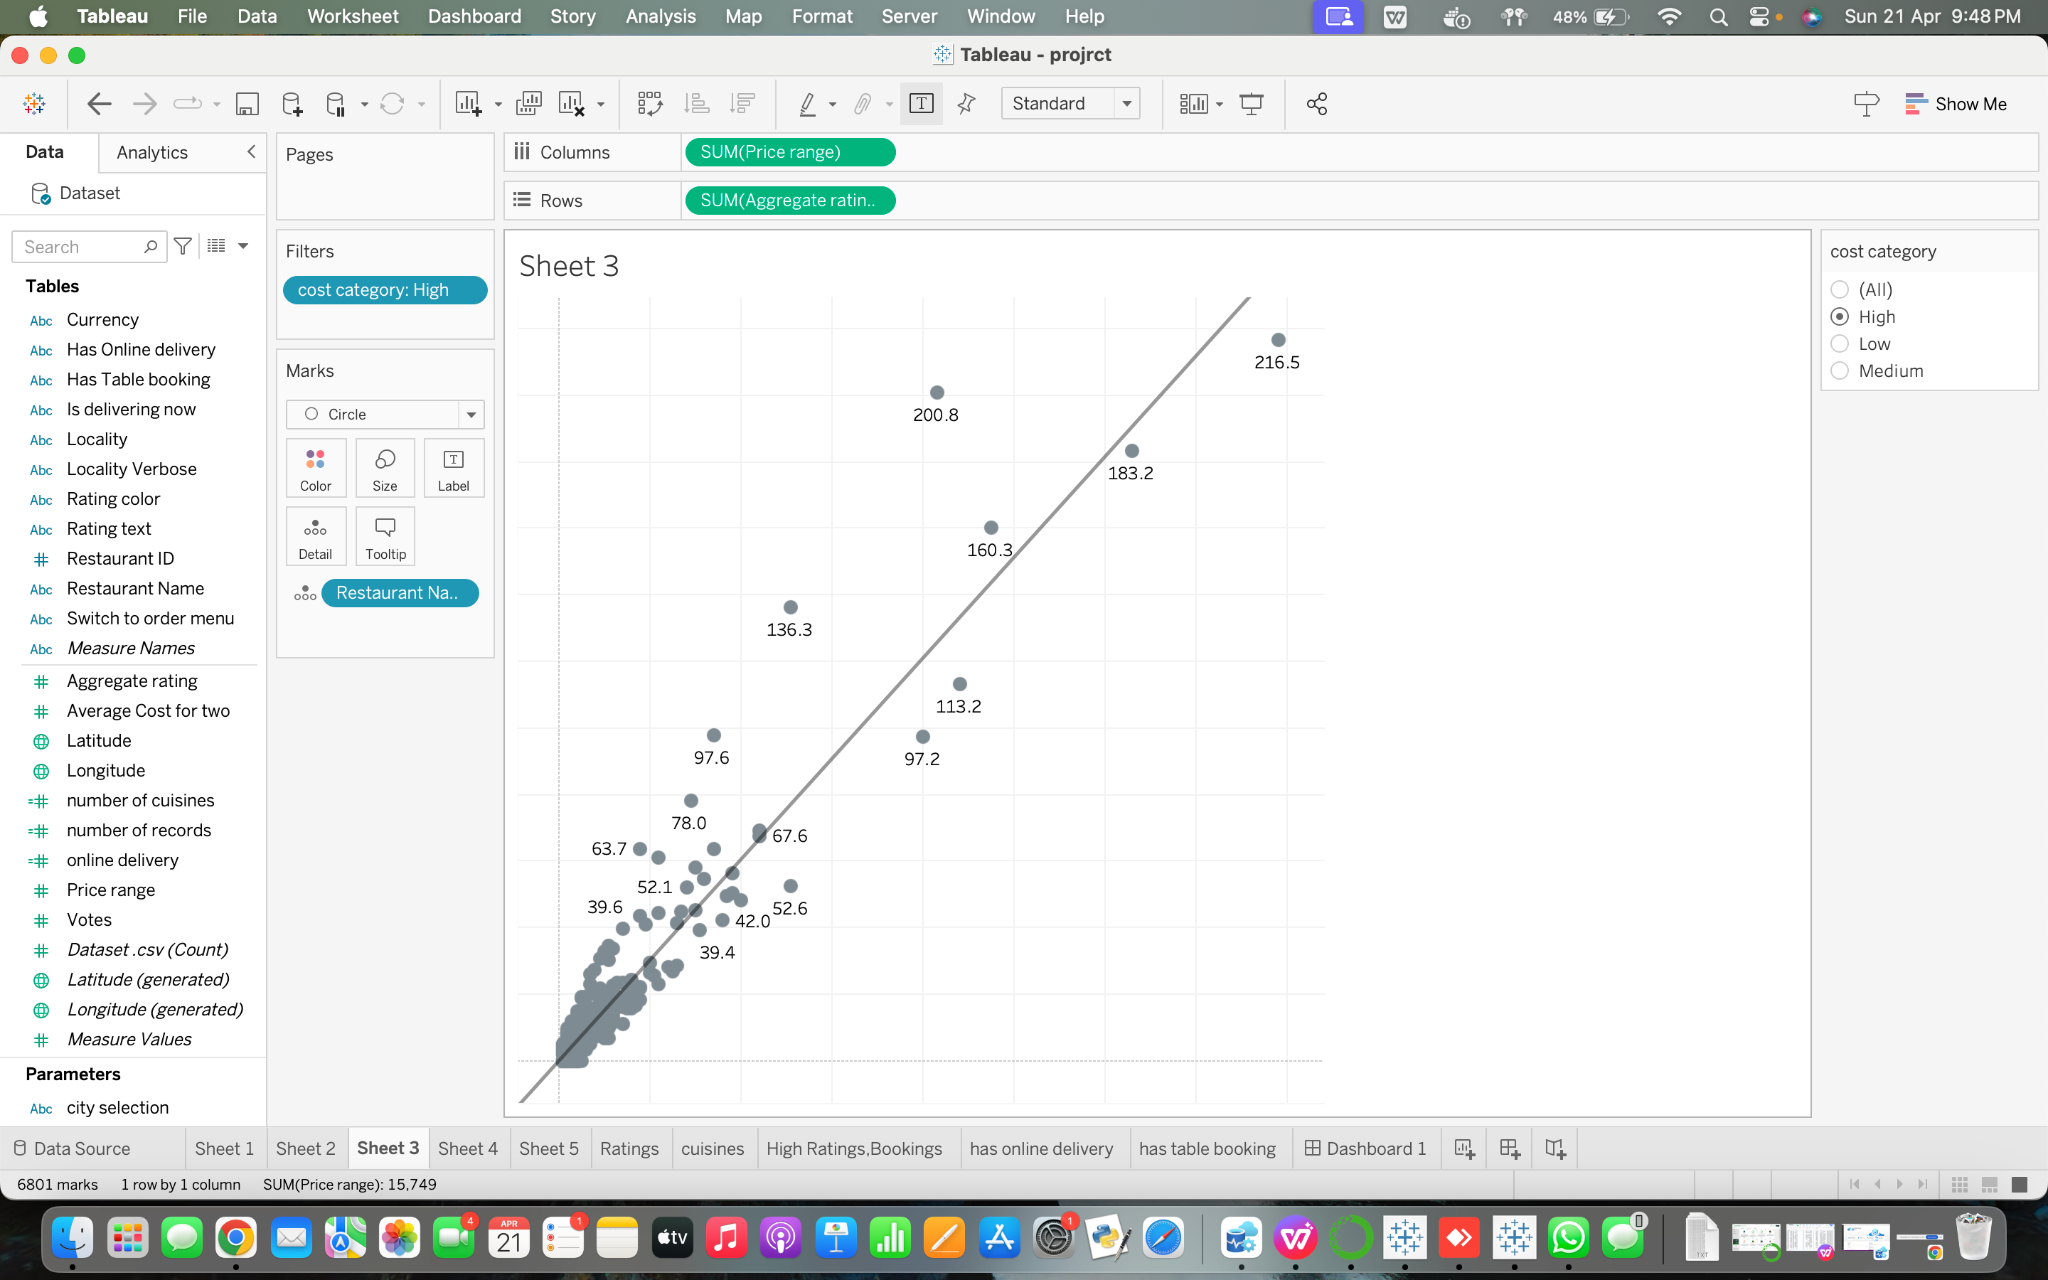 Tableau File Data Worksheet Dashboard Story Analysis Map Format Server Window Help 48% Sun 21 Apr 9:48 PM
Tableau - projrct
Standard Show Me
Data Analytics
Dataset
Search
Tables
Abc Currency
Abc Has Online delivery
Abc Has Table booking
Abc Is delivering now
Abc Locality
Abc Locality Verbose
Abc Rating color
Abc Rating text
# Restaurant ID
Abc Restaurant Name
Abc Switch to order menu
Abc Measure Names
# Aggregate rating
# Average Cost for two
Latitude
Longitude
=# number of cuisines
=# number of records
=# online delivery
# Price range
# Votes
# Dataset .csv (Count)
Latitude (generated)
Longitude (generated)
# Measure Values
Parameters
Abc city selection
Pages
Filters
cost category: High
Marks
Circle
Color Size Label
Detail Tooltip
Restaurant Na..
Columns SUM(Price range)
Rows SUM(Aggregate ratin..
Sheet 3
216.5
200.8
183.2
160.3
136.3
113.2
97.6
97.2
78.0
67.6
63.7
52.1
39.6
52.6
42.0
39.4
cost category
(All)
High
Low
Medium
Data Source Sheet 1 Sheet 2 Sheet 3 Sheet 4 Sheet 5 Ratings cuisines High Ratings,Bookings has online delivery has table booking Dashboard 1
6801 marks 1 row by 1 column SUM(Price range): 15,749
4 APR 21 1 tv 1 TXT